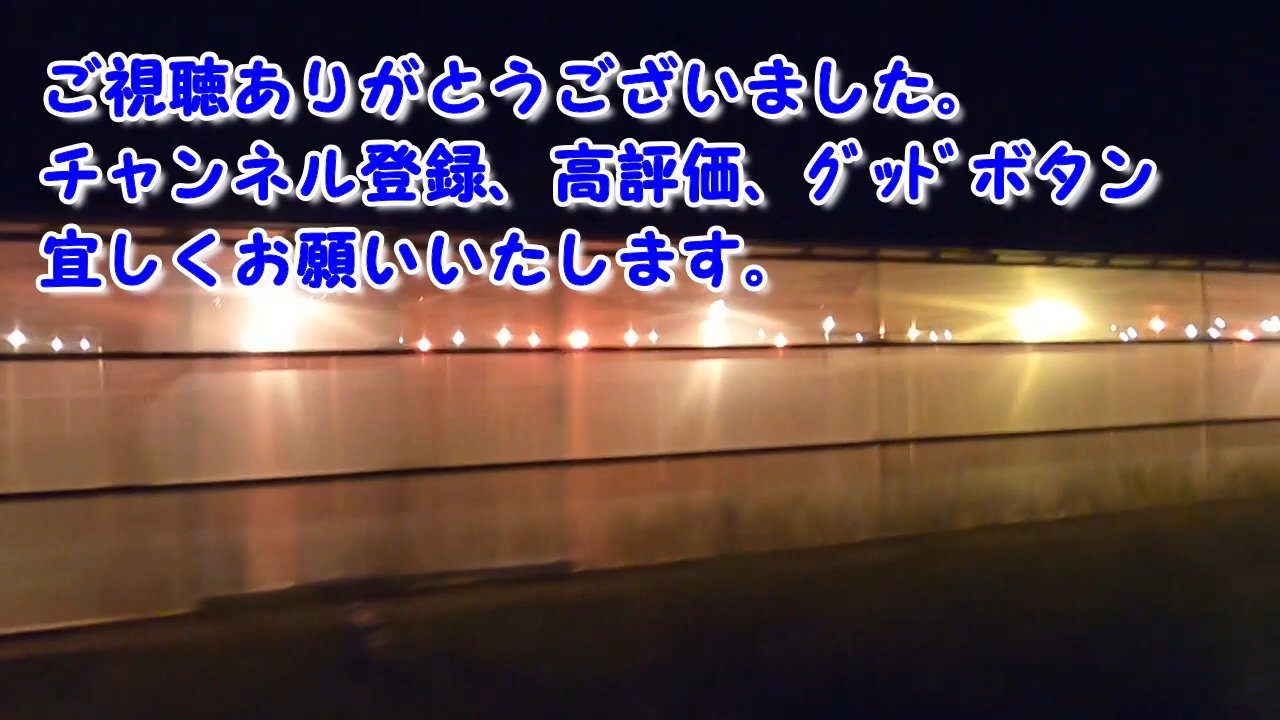 ご視聴ありがとうございました。
チャンネル登録、高評価、グッドボタン
宜しくお願いいたします。